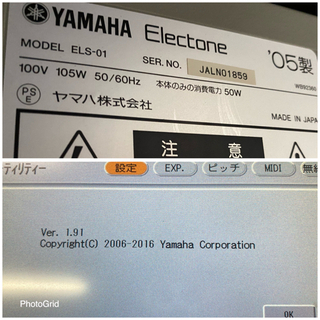 YAMAHA Electone
MODEL ELS-01 SER. NO. JALN01859 '05製
100V 105W 50/60Hz 本体のみの消費電力 50W
PSE ヤマハ株式会社 MADE IN JAPAN
注 意
ティリティー 設定 EXP. ピッチ MIDI 無線
Ver. 1.91
Copyright(C) 2006-2016 Yamaha Corporation
OK
PhotoGrid